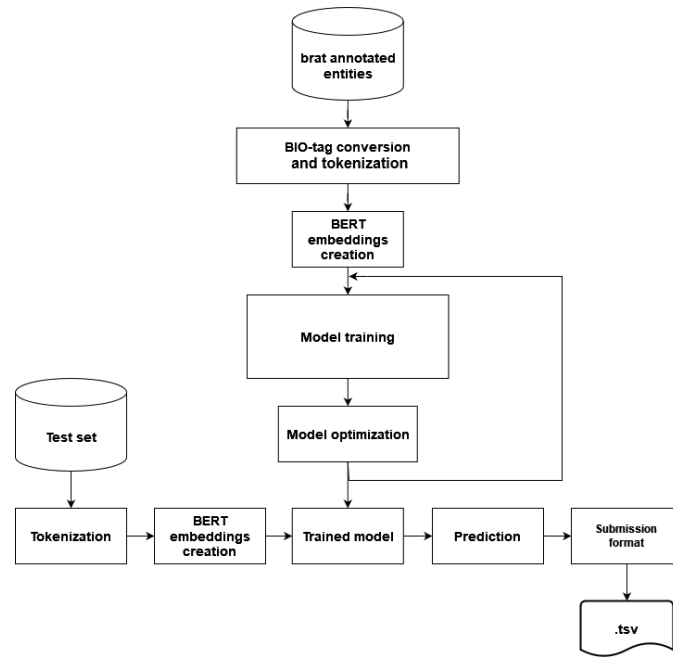 brat annotated
entities
BIO-tag conversion
and tokenization
BERT
embeddings
creation
Model training
Model optimization
Test set
Tokenization
BERT
embeddings
creation
Trained model
Prediction
Submission
format
.tsv